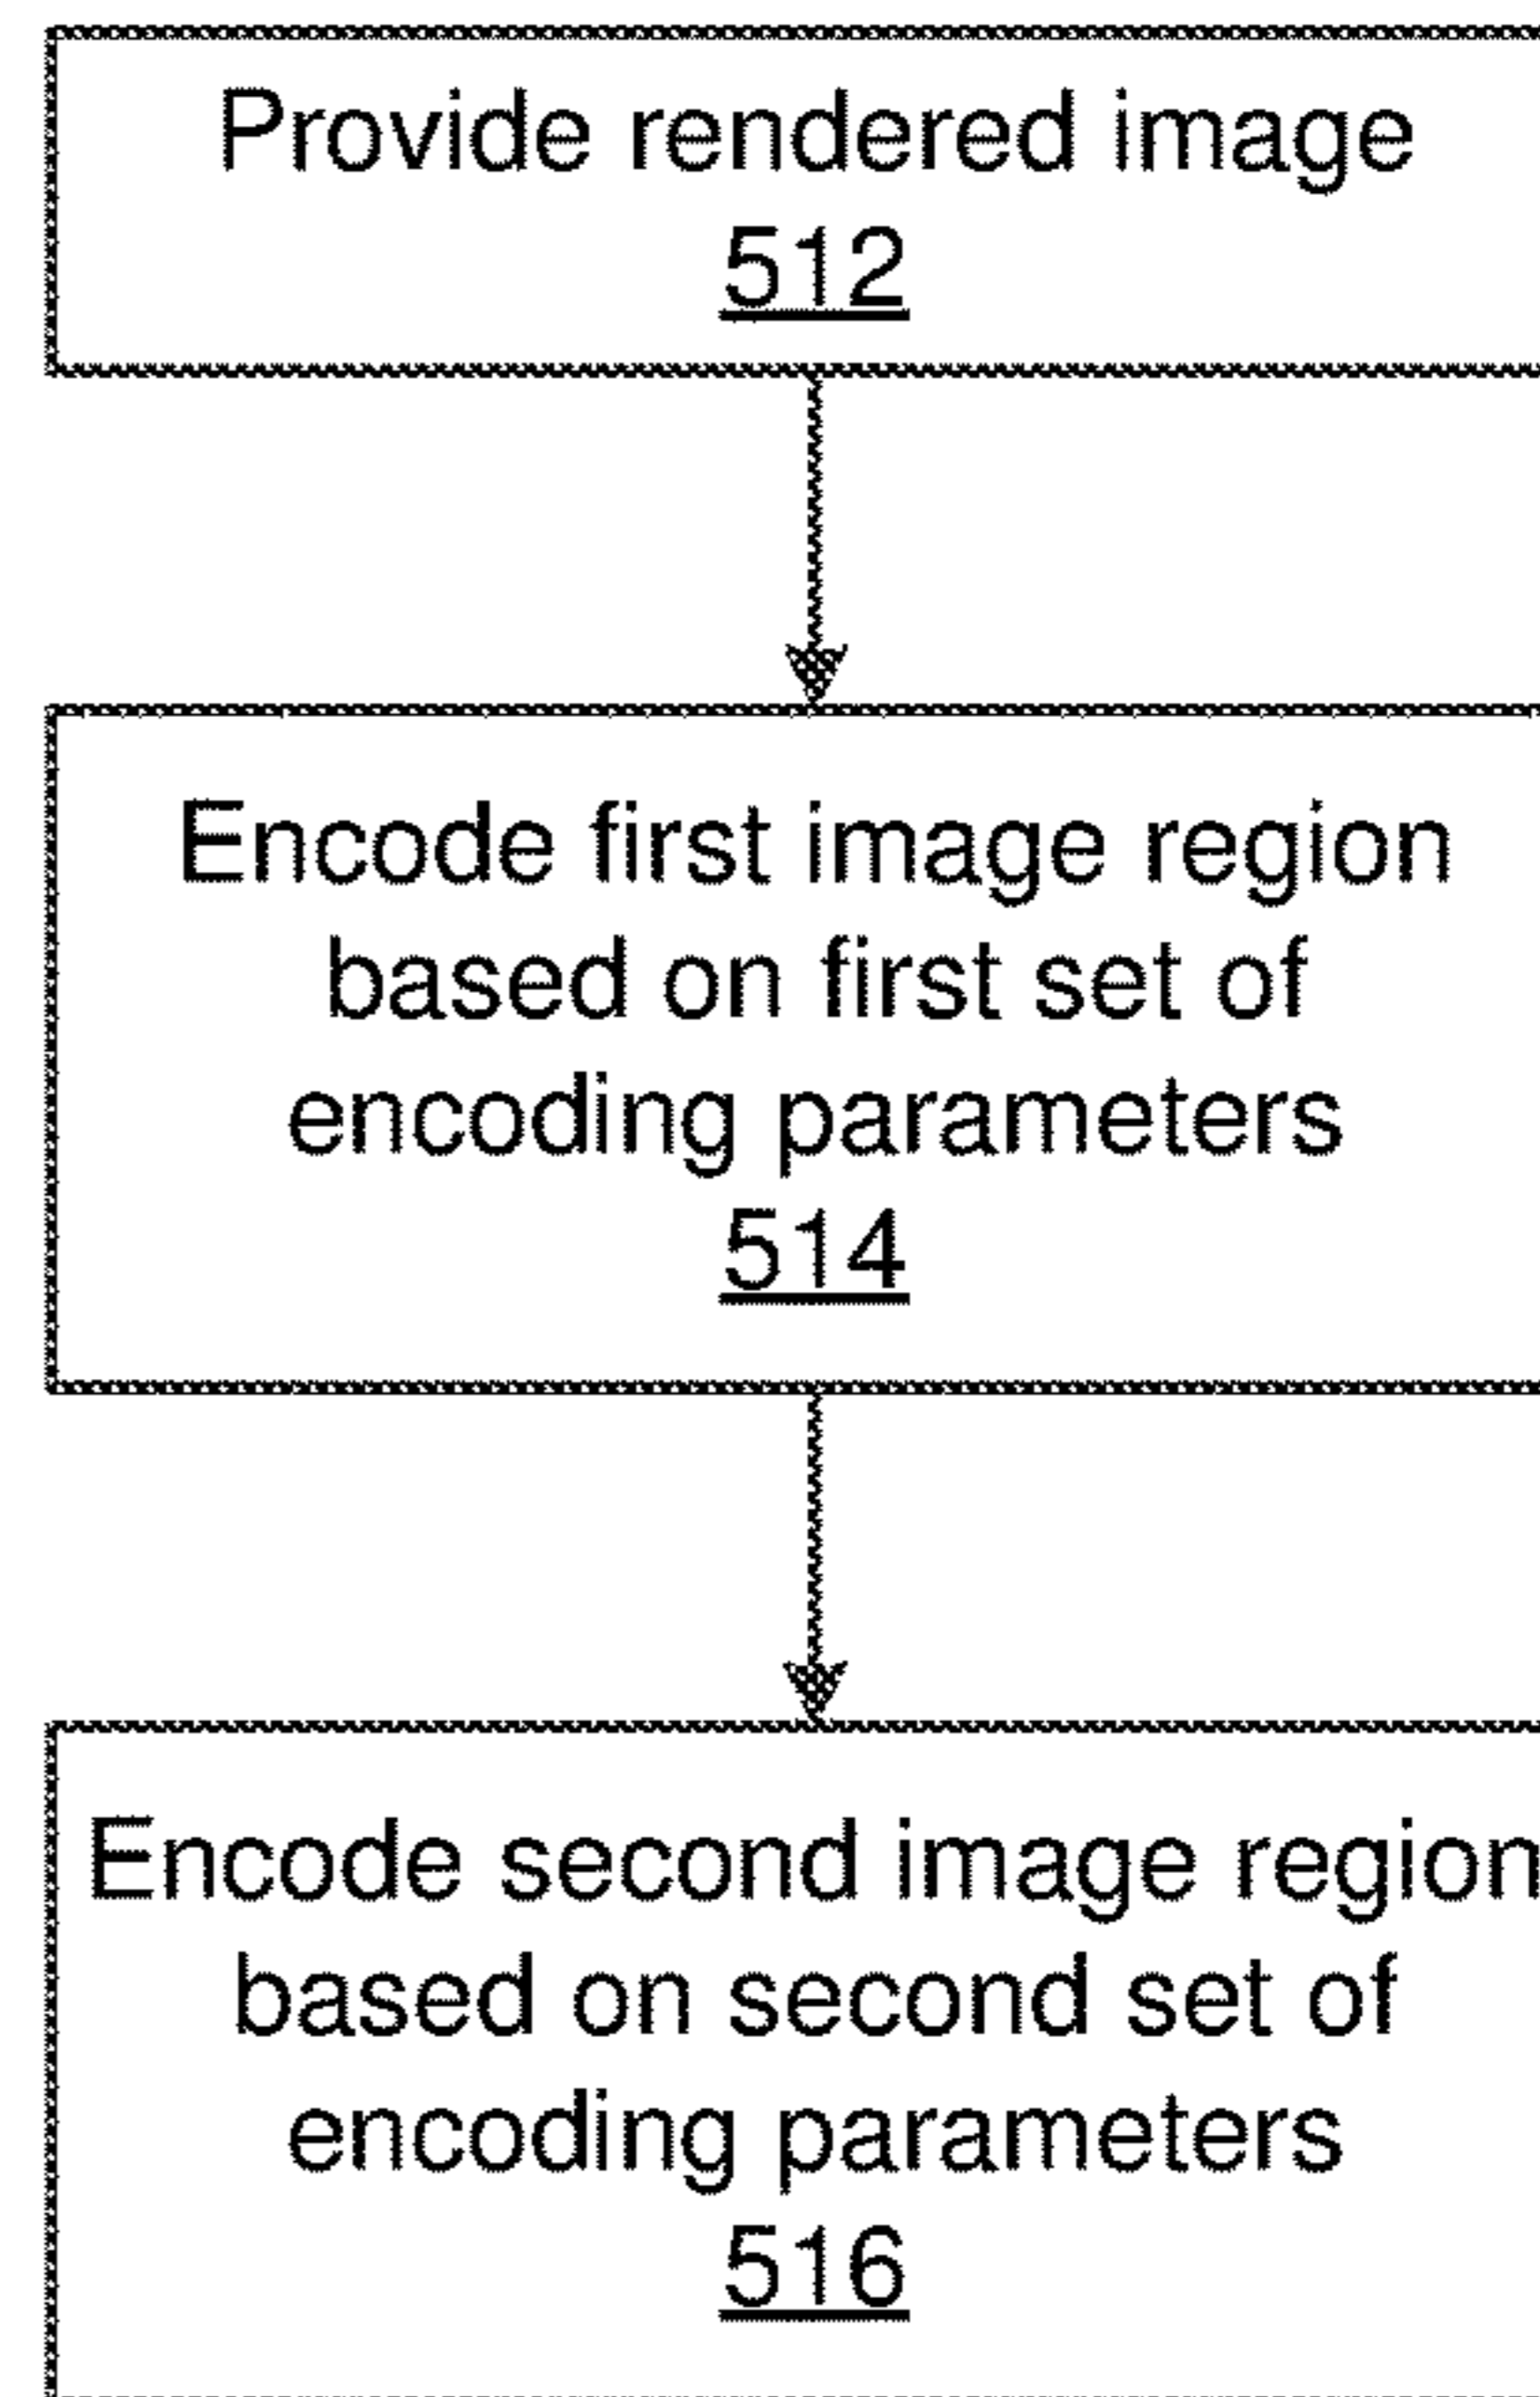 Provide rendered image
512
Encode first image region
based on first set of
encoding parameters
514
Encode second image region
based on second set of
encoding parameters
516